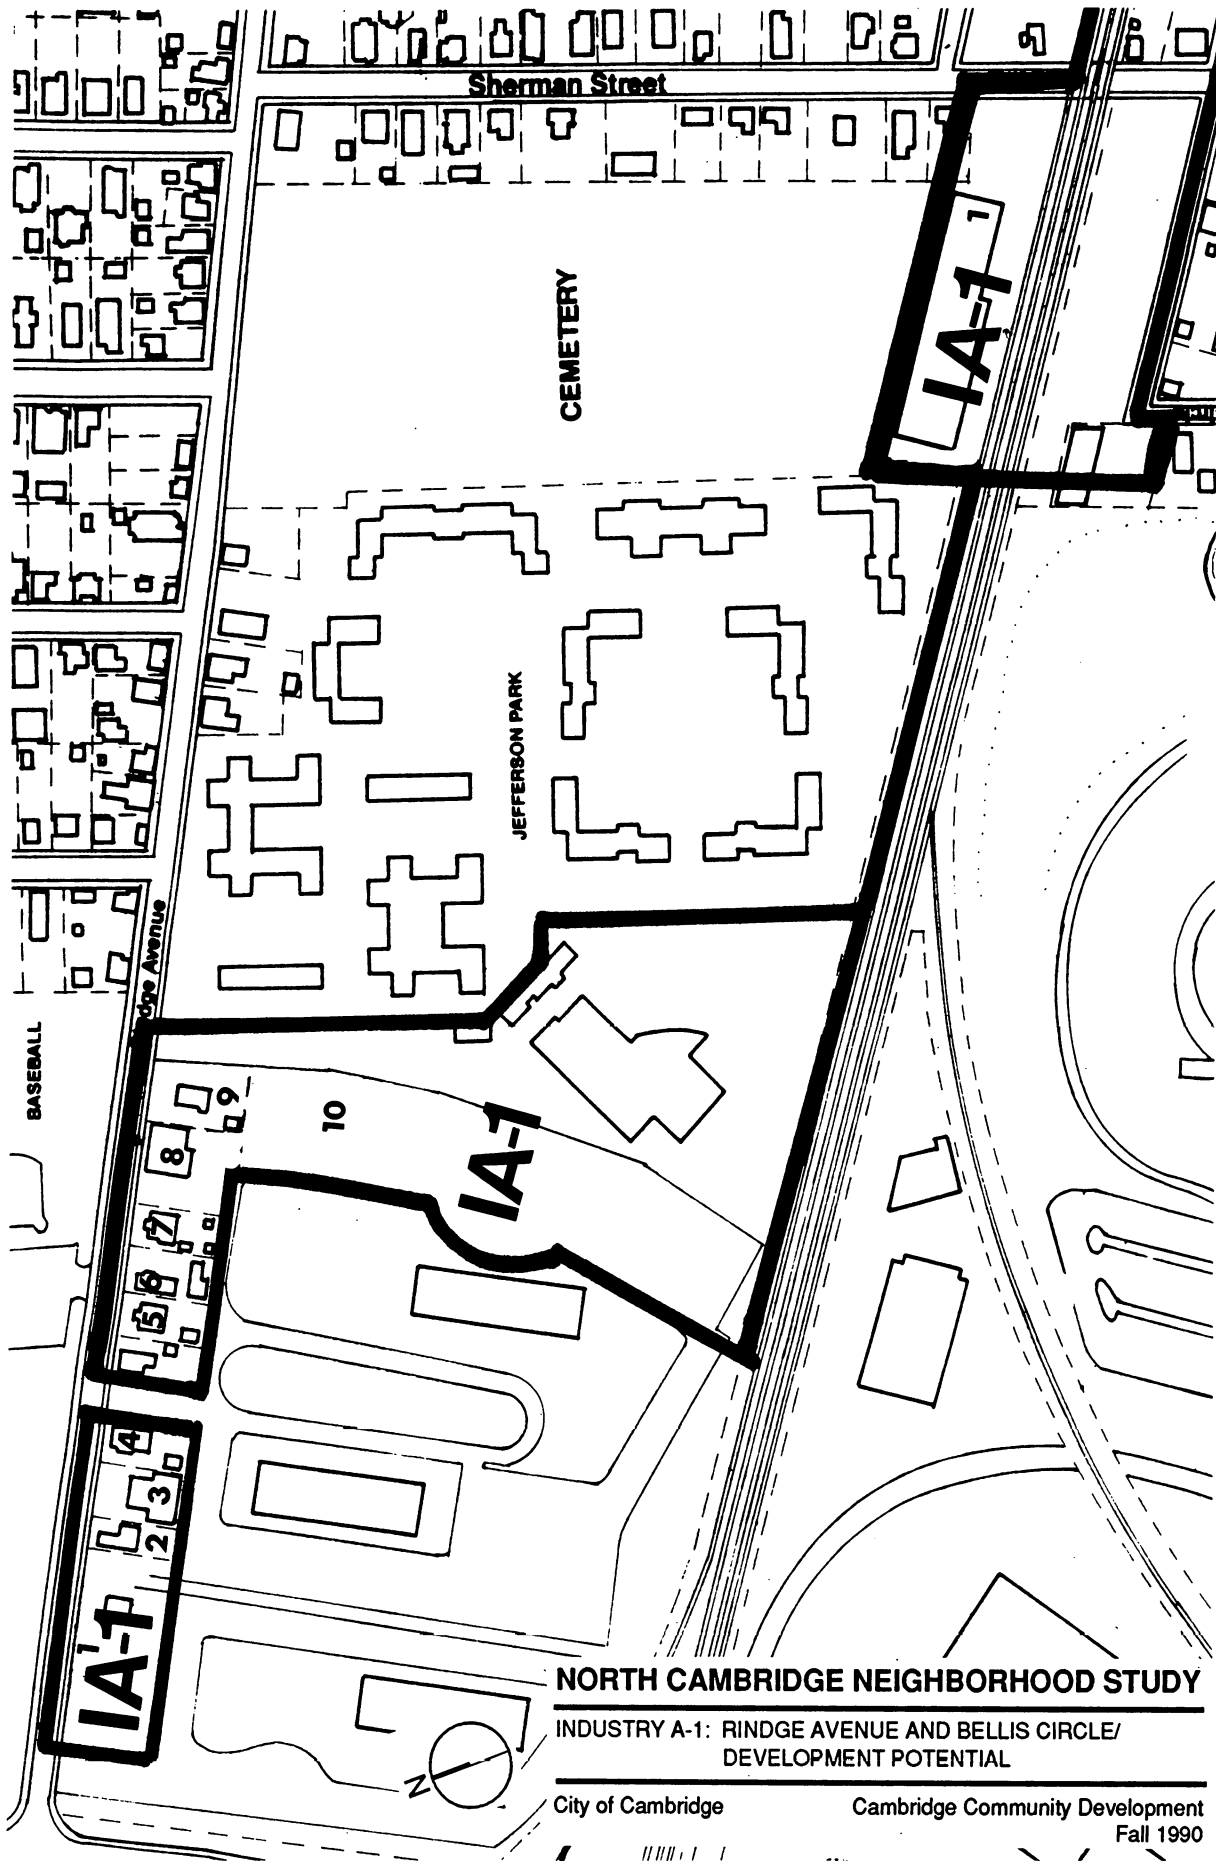 Sherman Street
1
IA-1
CEMETERY
JEFFERSON PARK
dge Avenue
BASEBALL
9
10
8
IA-1
7
6
5
4
3
2
1
IA-1
N
NORTH CAMBRIDGE NEIGHBORHOOD STUDY
INDUSTRY A-1: RINDGE AVENUE AND BELLIS CIRCLE/
DEVELOPMENT POTENTIAL
City of Cambridge
Cambridge Community Development
Fall 1990